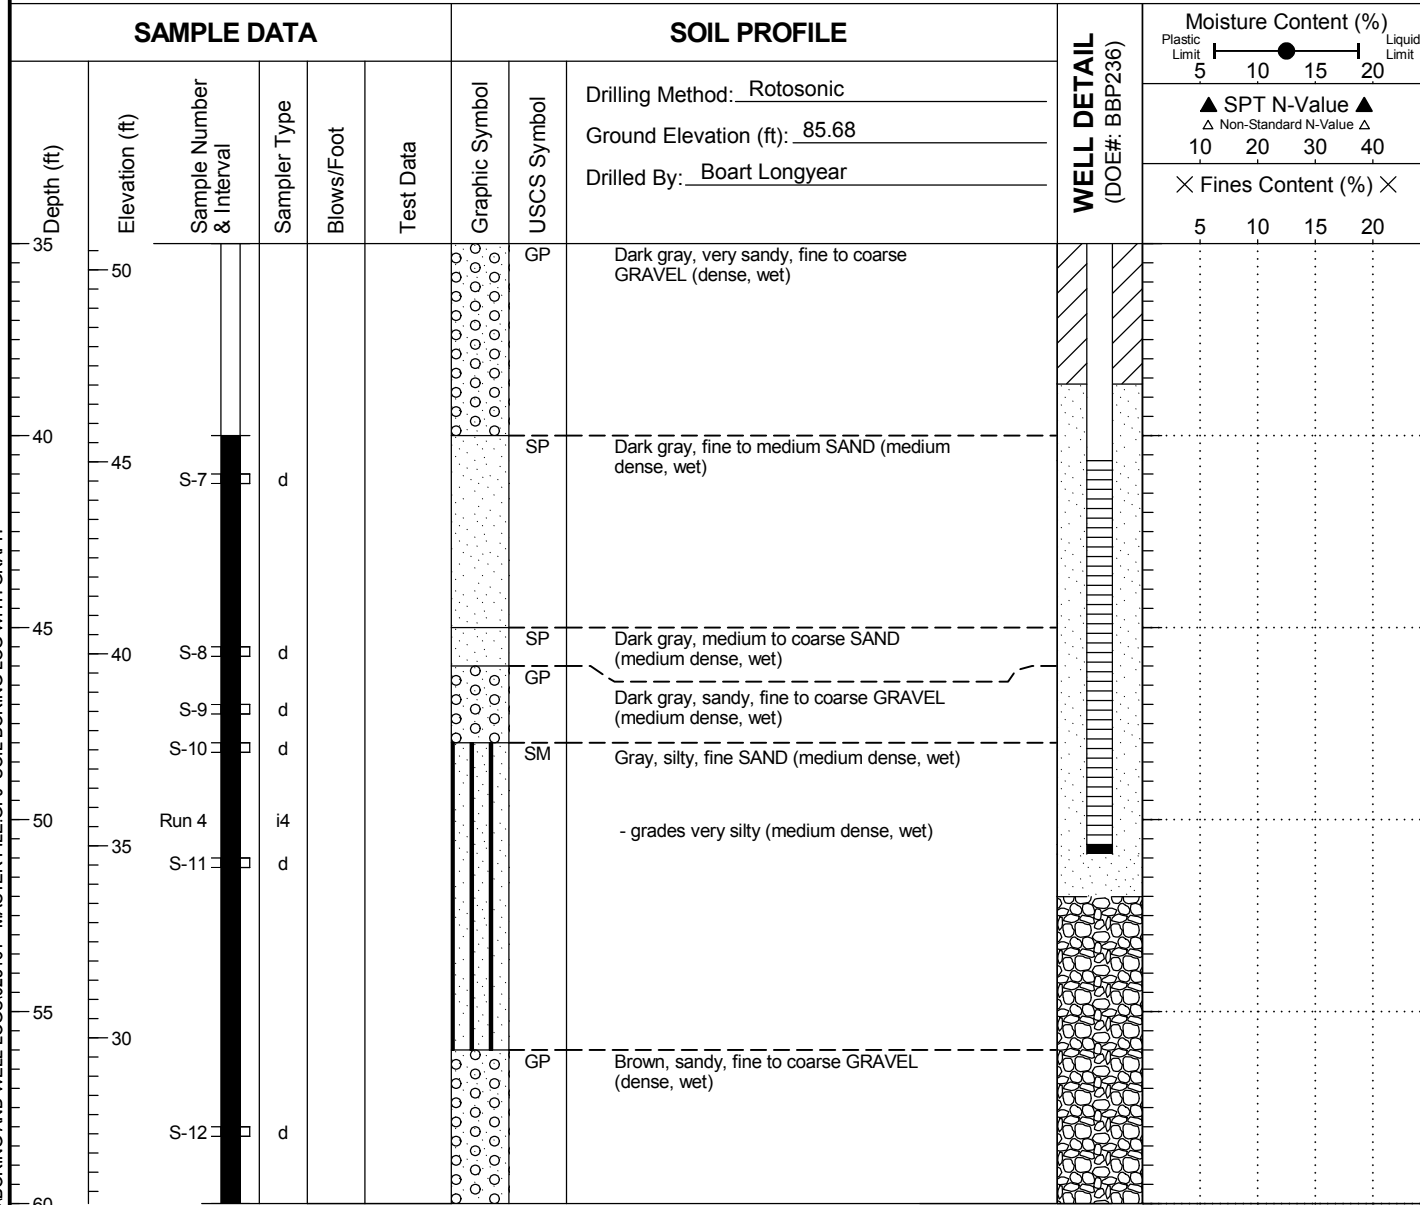 SAMPLE DATA
SOIL PROFILE
Depth (ft)
Elevation (ft)
Sample Number
& Interval
Sampler Type
Blows/Foot
Test Data
Graphic Symbol
USCS Symbol
Drilling Method: Rotosonic
Ground Elevation (ft): 85.68
Drilled By: Boart Longyear
WELL DETAIL
(DOE#: BBP236)
Moisture Content (%)
Plastic
Limit
Liquid
Limit
5 10 15 20
▲ SPT N-Value ▲
△ Non-Standard N-Value △
10 20 30 40
✕ Fines Content (%) ✕
5 10 15 20
35
GP Dark gray, very sandy, fine to coarse
GRAVEL (dense, wet)
50
40
SP Dark gray, fine to medium SAND (medium
dense, wet)
45
S-7 d
45
SP Dark gray, medium to coarse SAND
(medium dense, wet)
40
S-8 d
GP
Dark gray, sandy, fine to coarse GRAVEL
(medium dense, wet)
S-9 d
S-10 d
SM Gray, silty, fine SAND (medium dense, wet)
50
Run 4 i4
- grades very silty (medium dense, wet)
35
S-11 d
55
30
GP Brown, sandy, fine to coarse GRAVEL
(dense, wet)
S-12 d
60